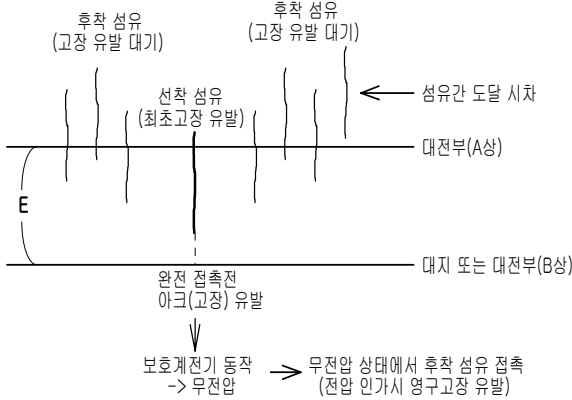 후착 섬유
(고장 유발 대기)
후착 섬유
(고장 유발 대기)
선착 섬유
(최초고장 유발)
섬유간 도달 시차
대전부(A상)
E
대지 또는 대전부(B상)
완전 접촉전
아크(고장) 유발
보호계전기 동작
-> 무전압
무전압 상태에서 후착 섬유 접촉
(전압 인가시 영구고장 유발)